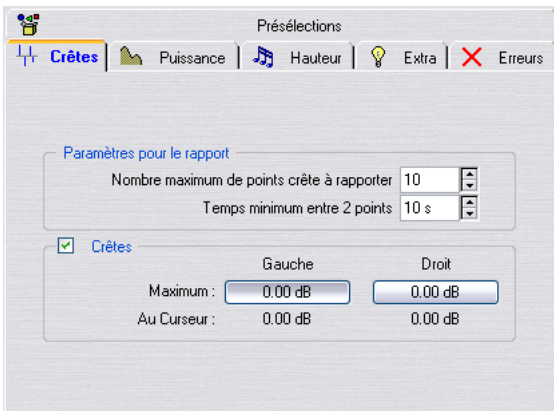 Présélections
Crêtes Puissance Hauteur Extra Erreurs
Paramètres pour le rapport
Nombre maximum de points crête à rapporter 10
Temps minimum entre 2 points 10 s
Crêtes
Gauche Droit
Maximum : 0.00 dB 0.00 dB
Au Curseur : 0.00 dB 0.00 dB